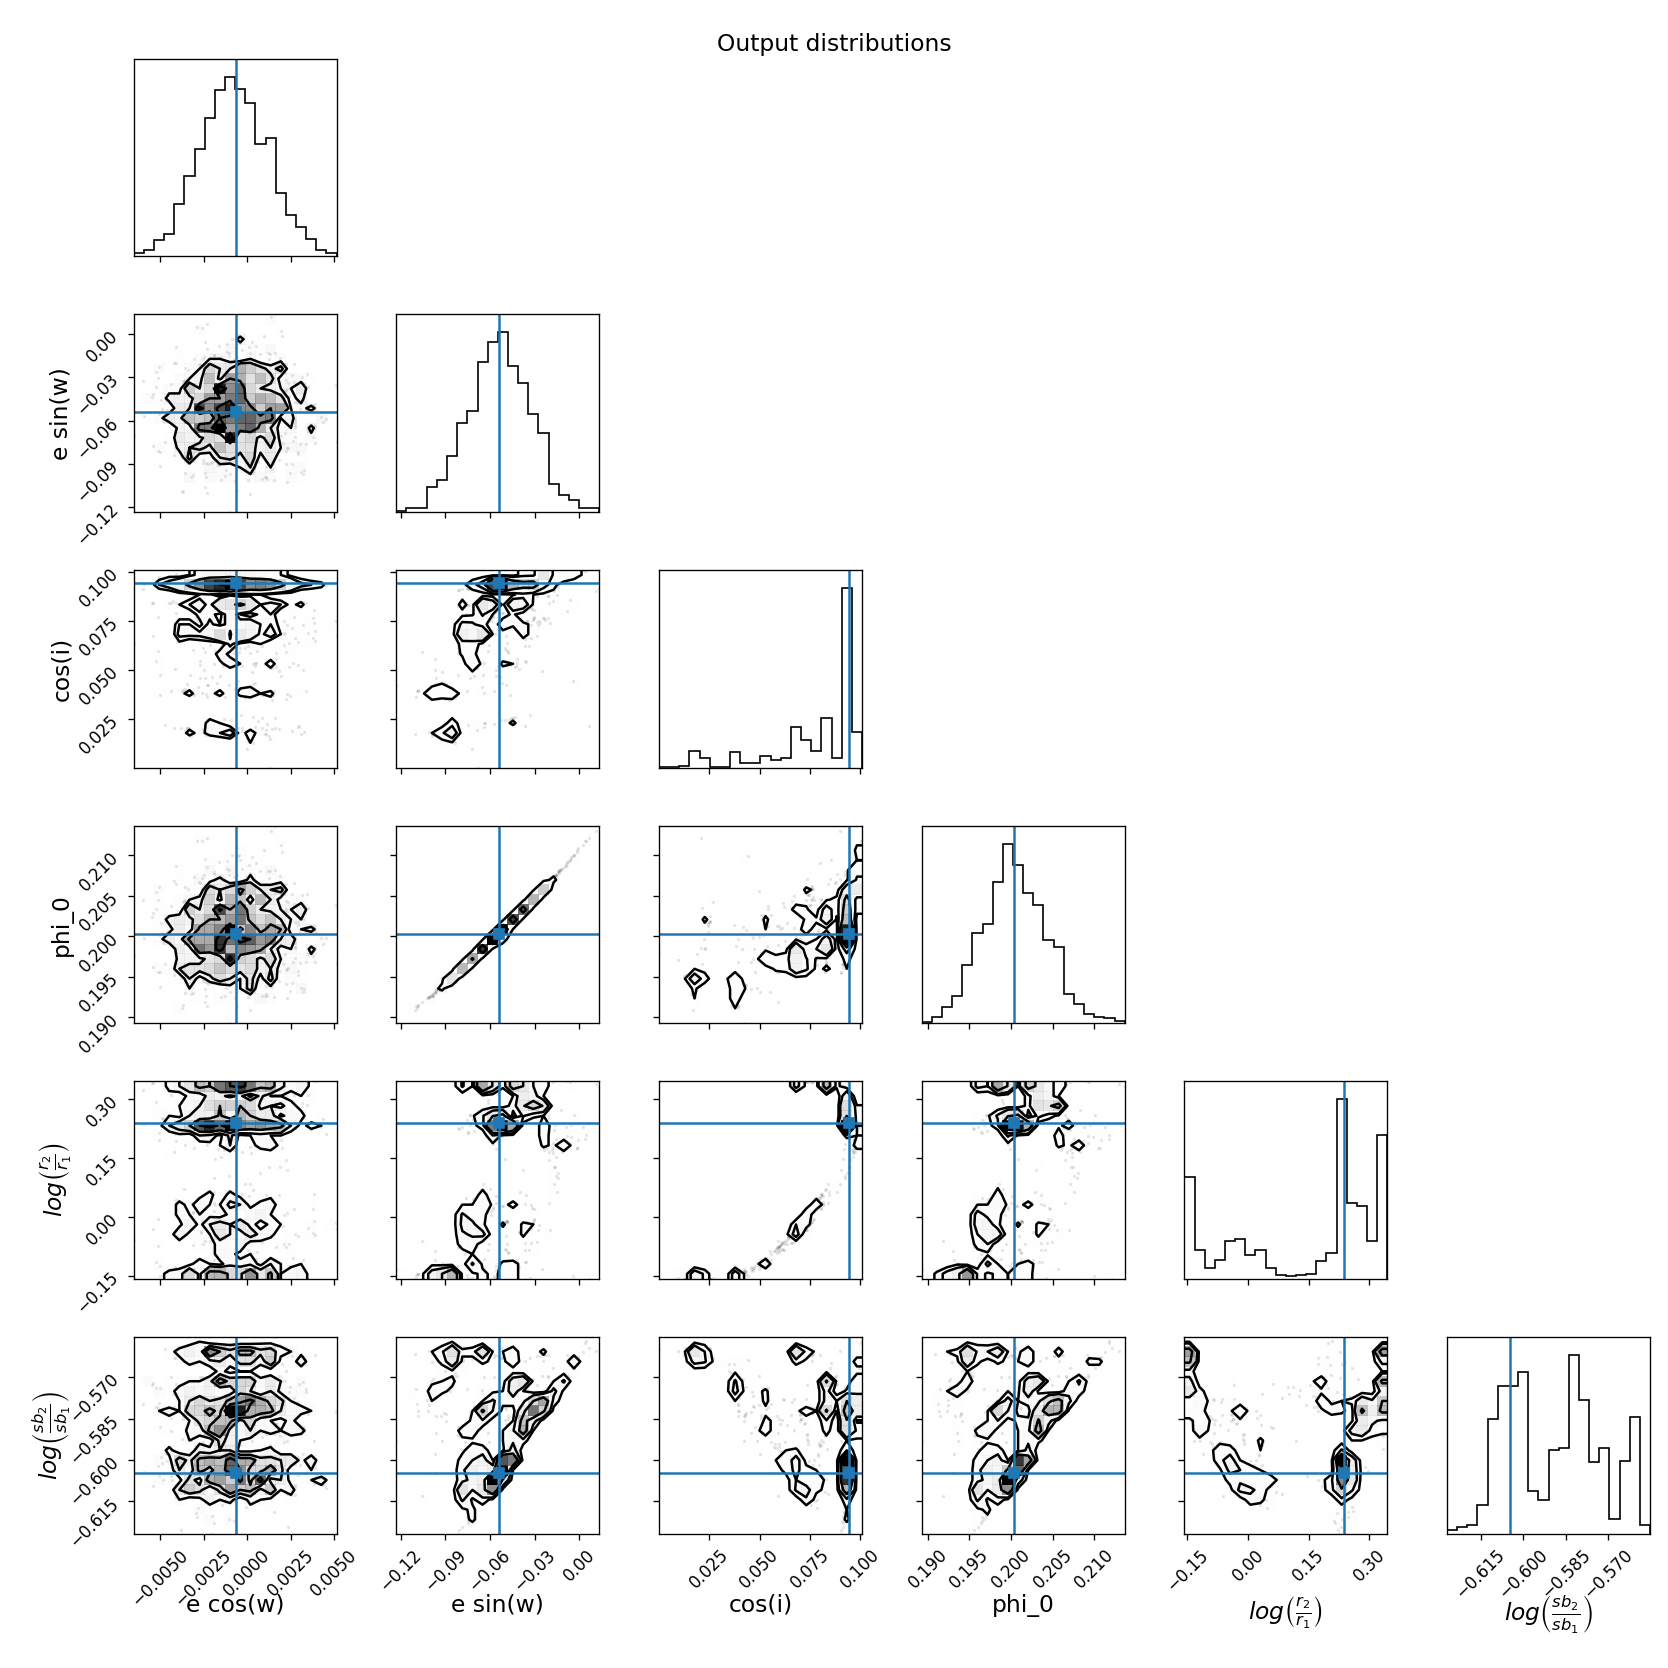 Output distributions
e sin(w)
0.00
−0.03
−0.06
−0.09
−0.12
cos(i)
0.100
0.075
0.050
0.025
phi_0
0.210
0.205
0.200
0.195
0.190
log(r2/r1)
0.30
0.15
0.00
−0.15
log(sb2/sb1)
−0.570
−0.585
−0.600
−0.615
−0.0050 −0.0025 0.0000 0.0025 0.0050
−0.12 −0.09 −0.06 −0.03 0.00
0.025 0.050 0.075 0.100
0.190 0.195 0.200 0.205 0.210
−0.15 0.00 0.15 0.30
−0.615 −0.600 −0.585 −0.570
e cos(w) e sin(w) cos(i) phi_0 log(r2/r1) log(sb2/sb1)